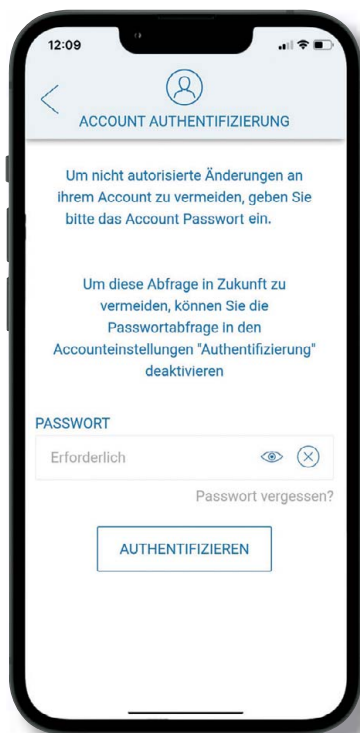 12:09
ACCOUNT AUTHENTIFIZIERUNG
Um nicht autorisierte Änderungen an
ihrem Account zu vermeiden, geben Sie
bitte das Account Passwort ein.
Um diese Abfrage in Zukunft zu
vermeiden, können Sie die
Passwortabfrage in den
Accounteinstellungen "Authentifizierung"
deaktivieren
PASSWORT
Erforderlich
Passwort vergessen?
AUTHENTIFIZIEREN